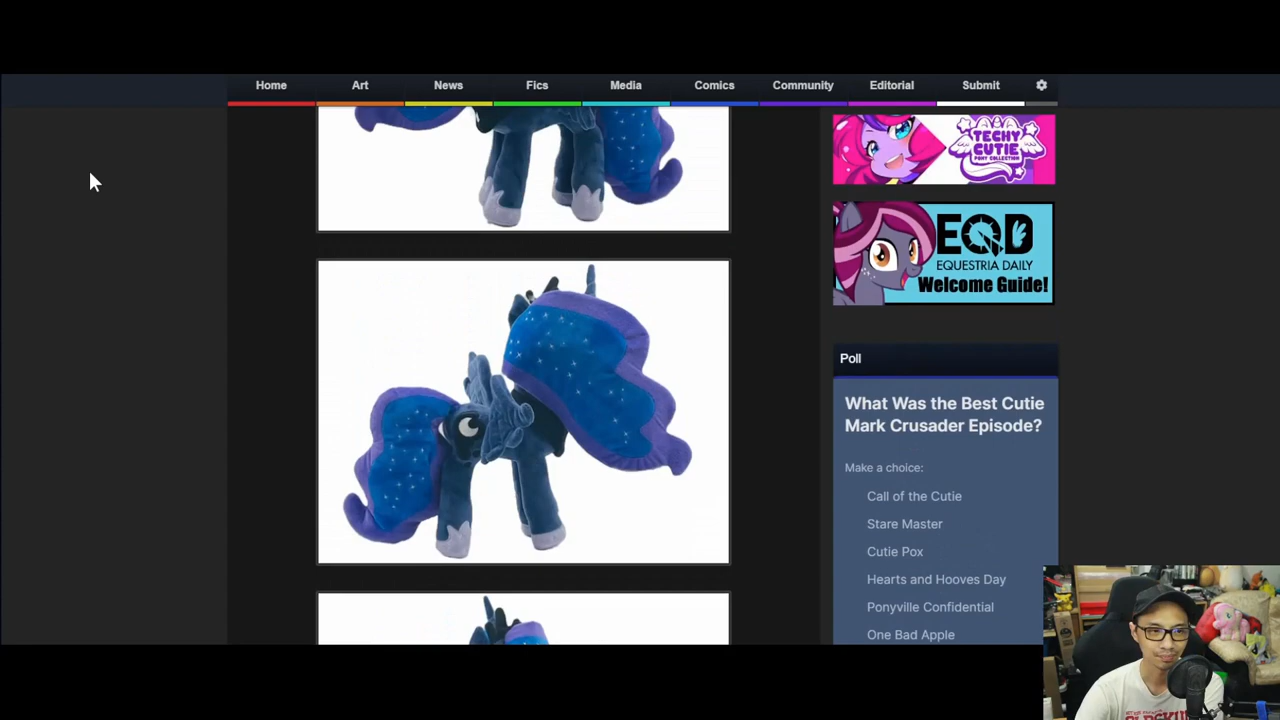 Home Art News Fics Media Comics Community Editorial Submit
TECHY
CUTIE
PONY COLLECTION
EQD
EQUESTRIA DAILY
Welcome Guide!
Poll
What Was the Best Cutie
Mark Crusader Episode?
Make a choice:
Call of the Cutie
Stare Master
Cutie Pox
Hearts and Hooves Day
Ponyville Confidential
One Bad Apple